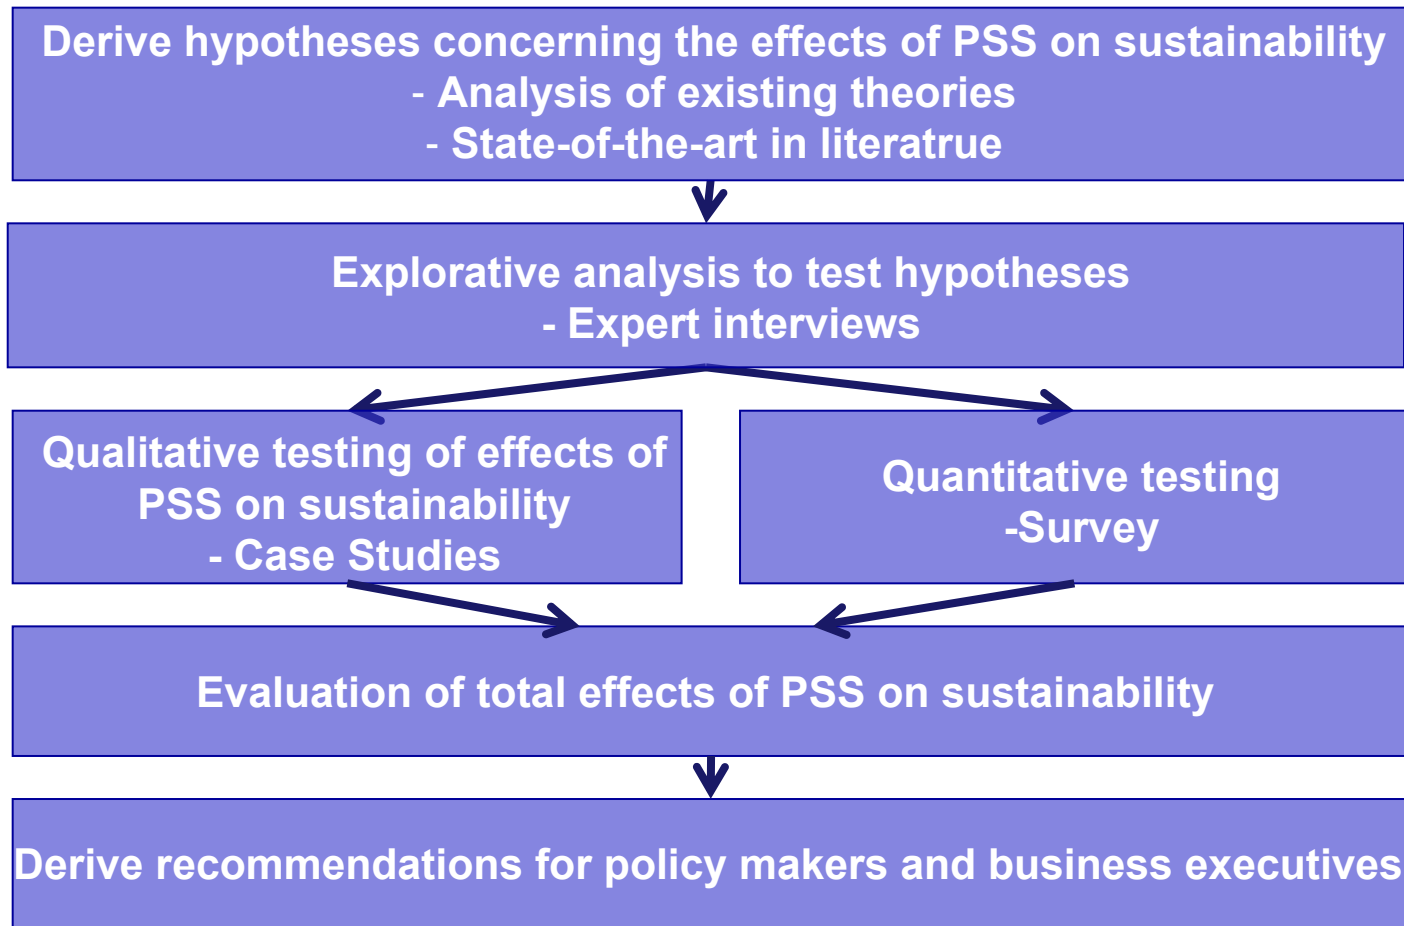 Derive hypotheses concerning the effects of PSS on sustainability
- Analysis of existing theories
- State-of-the-art in literatrue
Explorative analysis to test hypotheses
- Expert interviews
Qualitative testing of effects of
PSS on sustainability
- Case Studies
Quantitative testing
-Survey
Evaluation of total effects of PSS on sustainability
Derive recommendations for policy makers and business executives